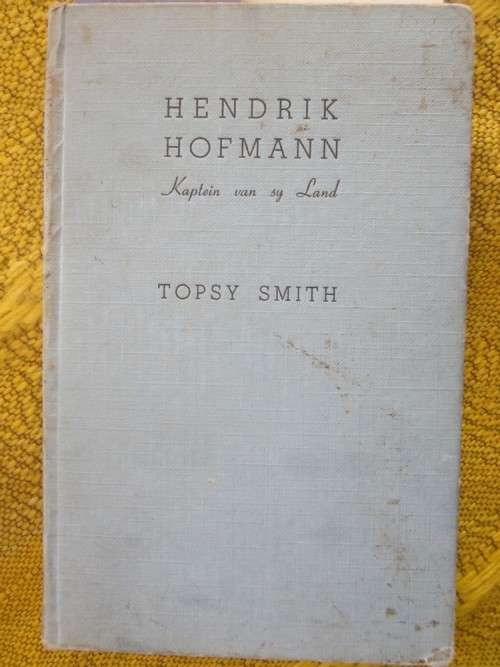 HENDRIK
HOFMANN
Kaptein van sy Land
TOPSY SMITH